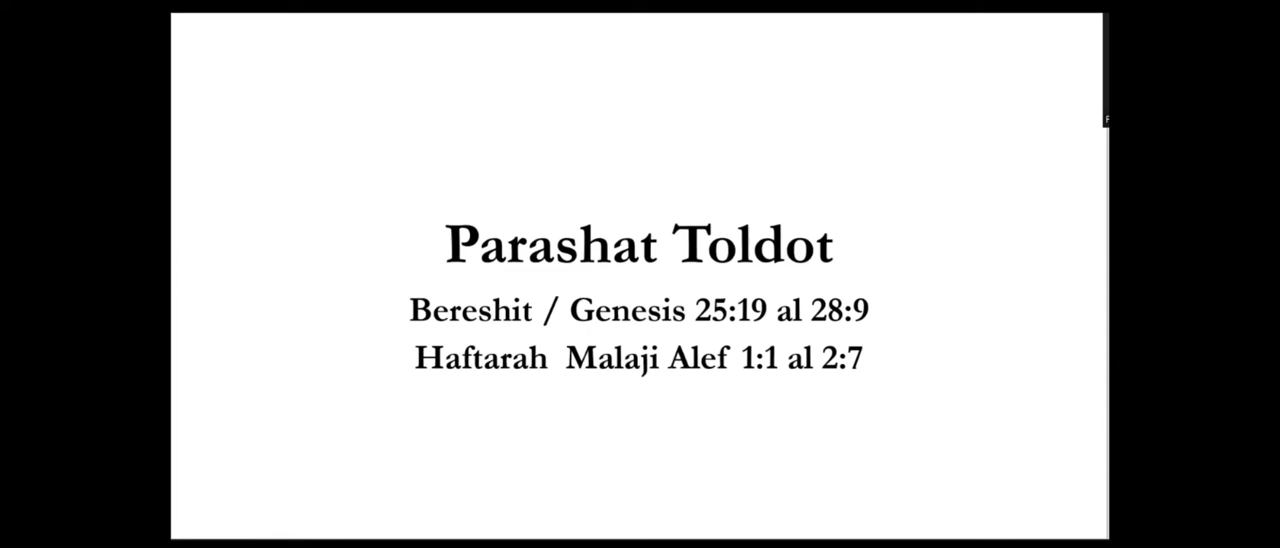 Parashat Toldot
Bereshit / Genesis 25:19 al 28:9
Haftarah Malaji Alef 1:1 al 2:7